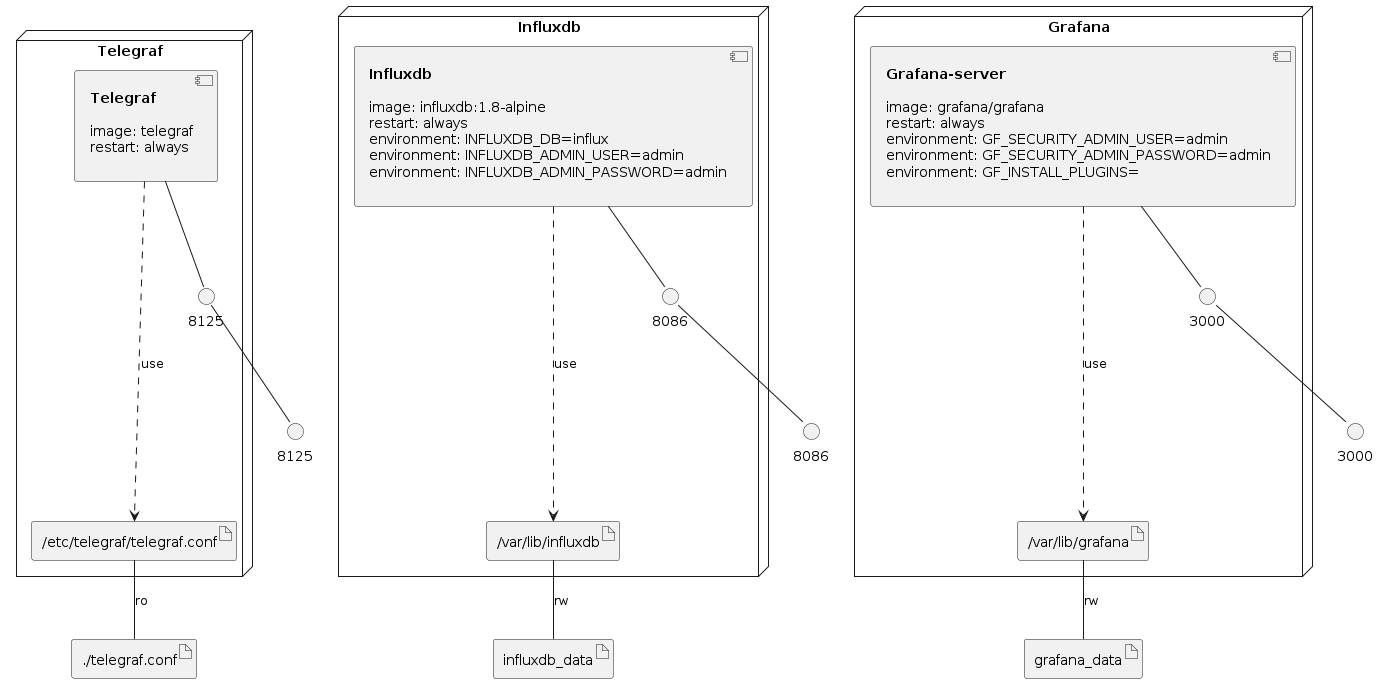 Telegraf
Telegraf
image: telegraf
restart: always
8125
use
8125
/etc/telegraf/telegraf.conf
ro
./telegraf.conf
Influxdb
Influxdb
image: influxdb:1.8-alpine
restart: always
environment: INFLUXDB_DB=influx
environment: INFLUXDB_ADMIN_USER=admin
environment: INFLUXDB_ADMIN_PASSWORD=admin
8086
use
8086
/var/lib/influxdb
rw
influxdb_data
Grafana
Grafana-server
image: grafana/grafana
restart: always
environment: GF_SECURITY_ADMIN_USER=admin
environment: GF_SECURITY_ADMIN_PASSWORD=admin
environment: GF_INSTALL_PLUGINS=
3000
use
3000
/var/lib/grafana
rw
grafana_data